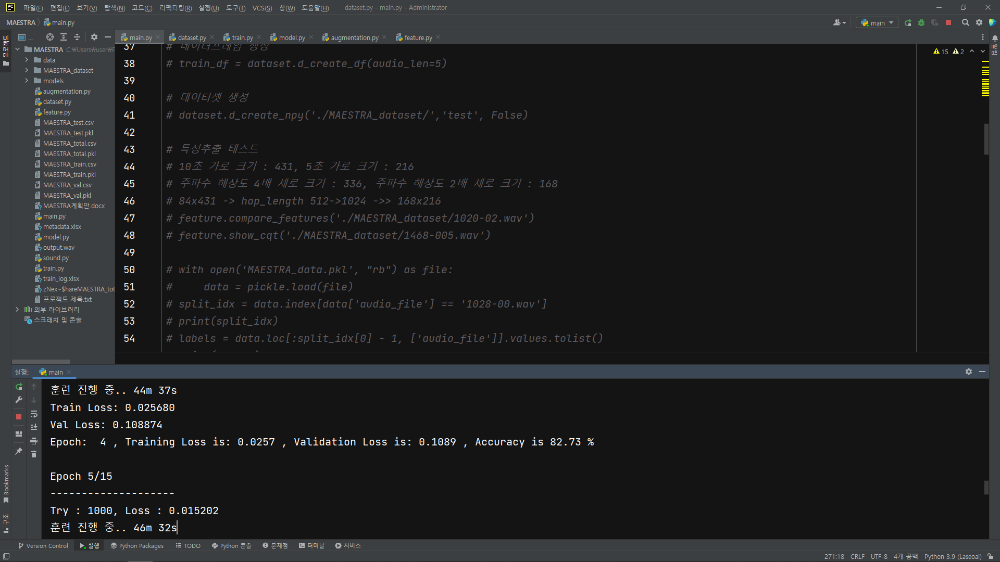 PC 파일(F) 편집(E) 보기(V) 탐색(N) 코드(C) 리팩터링(R) 실행(U) 도구(T) VCS(S) 창(W) 도움말(H) dataset.py - main.py - Administrator
MAESTRA main.py
main
프로젝트
...
main.py dataset.py train.py model.py augmentation.py feature.py
15 2
알림
MAESTRA C:₩Users₩user₩P
data
MAESTRA_dataset
models
augmentation.py
dataset.py
feature.py
MAESTRA_test.csv
MAESTRA_test.pkl
MAESTRA_total.csv
MAESTRA_total.pkl
MAESTRA_train.csv
MAESTRA_train.pkl
MAESTRA_val.csv
MAESTRA_val.pkl
MAESTRA계획안.docx
main.py
metadata.xlsx
model.py
output.wav
sound.py
train.py
train_log.xlsx
zNex~$hareMAESTRA_tot
프로젝트 제목.txt
외부 라이브러리
스크래치 및 콘솔
37 # 데이터프레임 생성
38 # train_df = dataset.d_create_df(audio_len=5)
39
40 # 데이터셋 생성
41 # dataset.d_create_npy('./MAESTRA_dataset/','test', False)
42
43 # 특성추출 테스트
44 # 10초 가로 크기 : 431, 5초 가로 크기 : 216
45 # 주파수 해상도 4배 세로 크기 : 336, 주파수 해상도 2배 세로 크기 : 168
46 # 84x431 -> hop_length 512->1024 ->> 168x216
47 # feature.compare_features('./MAESTRA_dataset/1020-02.wav')
48 # feature.show_cqt('./MAESTRA_dataset/1468-005.wav')
49
50 # with open('MAESTRA_data.pkl', "rb") as file:
51 #     data = pickle.load(file)
52 # split_idx = data.index[data['audio_file'] == '1028-00.wav']
53 # print(split_idx)
54 # labels = data.loc[:split_idx[0] - 1, ['audio_file']].values.tolist()
실행: main
훈련 진행 중.. 44m 37s
Train Loss: 0.025680
Val Loss: 0.108874
Epoch:  4 , Training Loss is: 0.0257 , Validation Loss is: 0.1089 , Accuracy is 82.73 %
Epoch 5/15
--------------------
Try : 1000, Loss : 0.015202
훈련 진행 중.. 46m 32s
Bookmarks
구조
Version Control 실행 Python Packages TODO Python 콘솔 문제점 터미널 서비스
271:18 CRLF UTF-8 4개 공백 Python 3.9 (Laseoal)